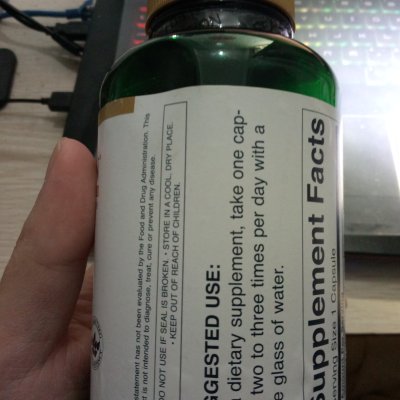 statement has not been evaluated by the Food and Drug Administration. This
is not intended to diagnose, treat, cure or prevent any disease.
DO NOT USE IF SEAL IS BROKEN. • STORE IN A COOL, DRY PLACE.
• KEEP OUT OF REACH OF CHILDREN.
GGESTED USE:
a dietary supplement, take one cap-
two to three times per day with a
e glass of water.
Supplement Facts
erving Size 1 Capsule